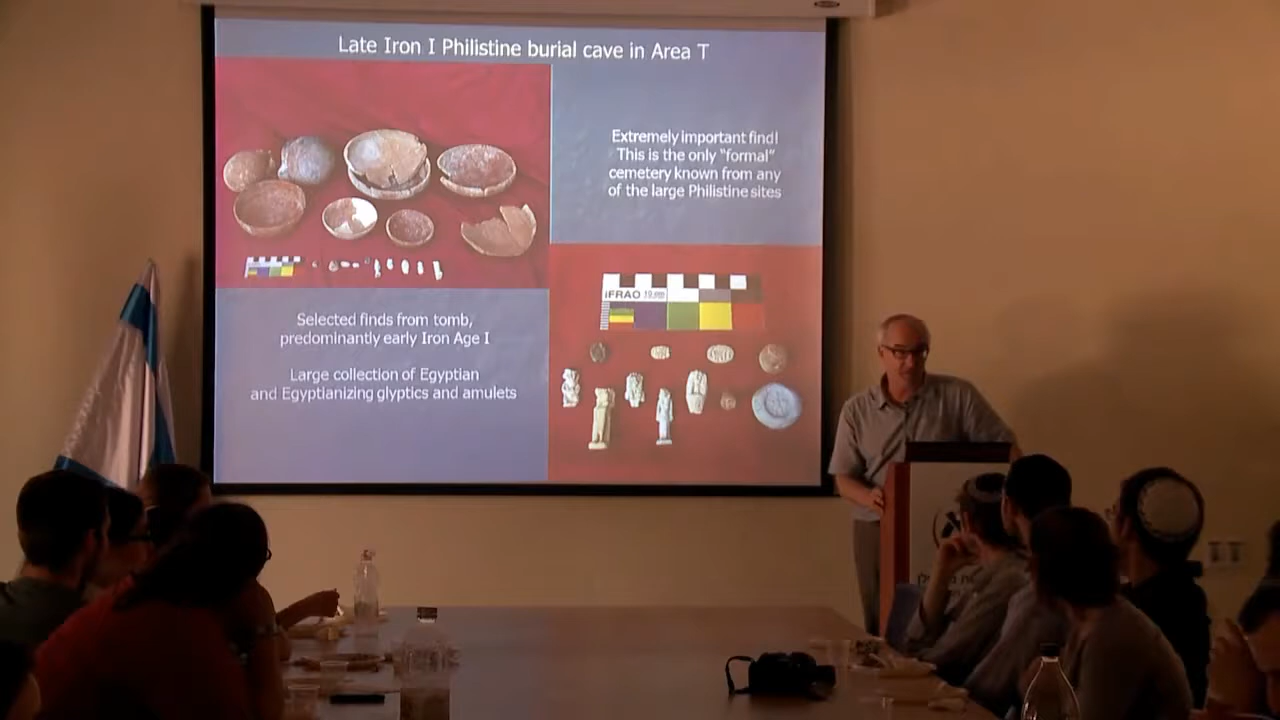 Late Iron I Philistine burial cave in Area T
Extremely important find!
This is the only "formal"
cemetery known from any
of the large Philistine sites
Selected finds from tomb,
predominantly early Iron Age I
Large collection of Egyptian
and Egyptianizing glyptics and amulets
IFRAO